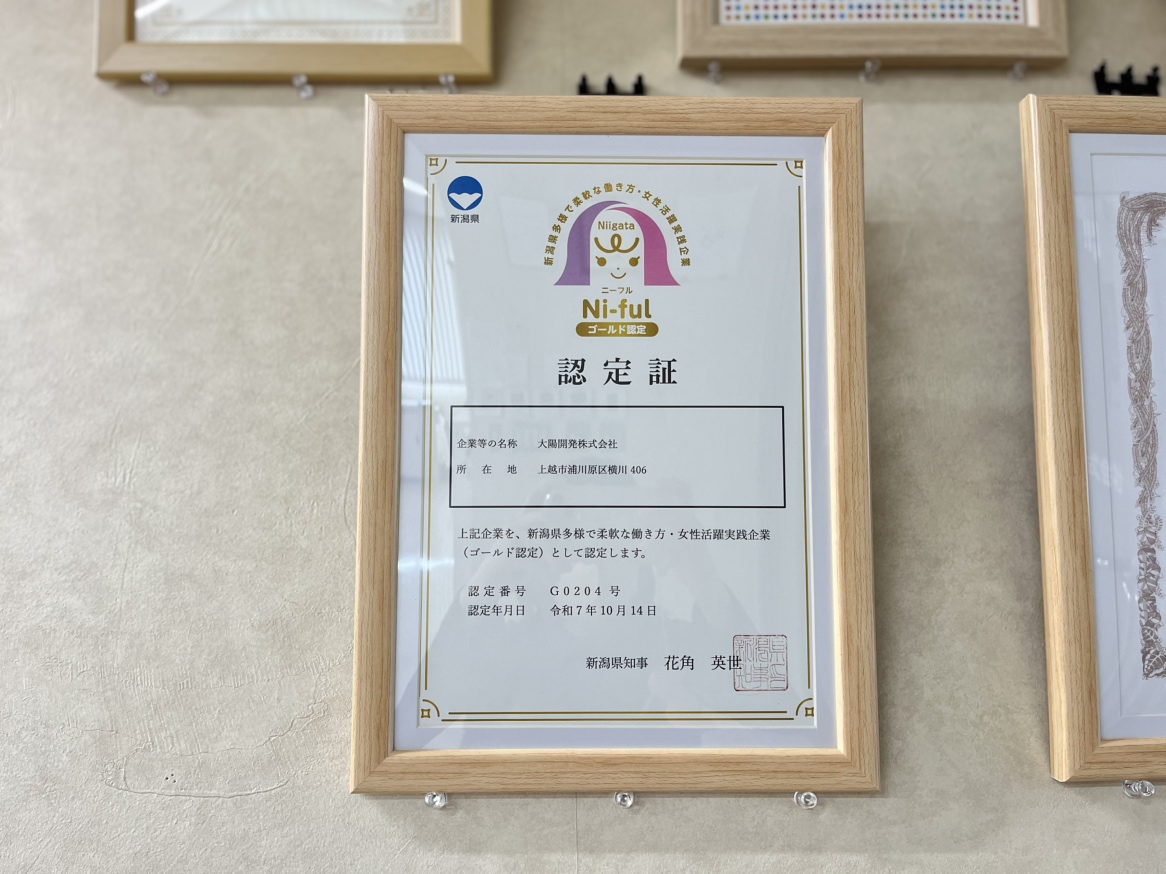 新潟県
新潟県多様で柔軟な働き方・女性活躍実践企業
Niigata
ニーフル
Ni-ful
ゴールド認定
認定証
企業等の名称 大陽開発株式会社
所在地 上越市浦川原区横川 406
上記企業を、新潟県多様で柔軟な働き方・女性活躍実践企業
（ゴールド認定）として認定します。
認定番号 G0204 号
認定年月日 令和7年10月14日
新潟県知事 花角 英世
新潟県知事之印